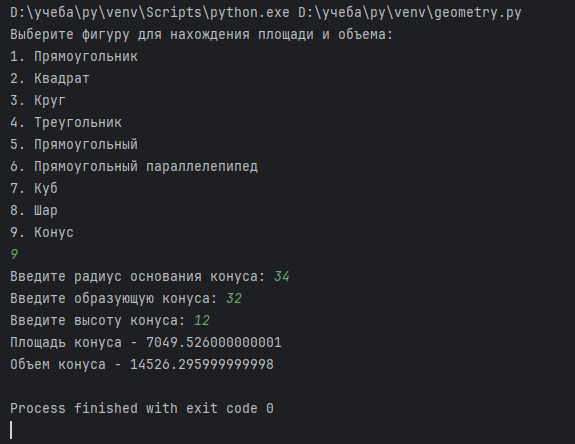 D:\учеба\py\venv\Scripts\python.exe D:\учеба\py\venv\geometry.py
Выберите фигуру для нахождения площади и объема:
1. Прямоугольник
2. Квадрат
3. Круг
4. Треугольник
5. Прямоугольный
6. Прямоугольный параллелепипед
7. Куб
8. Шар
9. Конус
9
Введите радиус основания конуса: 34
Введите образующую конуса: 32
Введите высоту конуса: 12
Площадь конуса - 7049.526000000001
Объем конуса - 14526.295999999998
Process finished with exit code 0